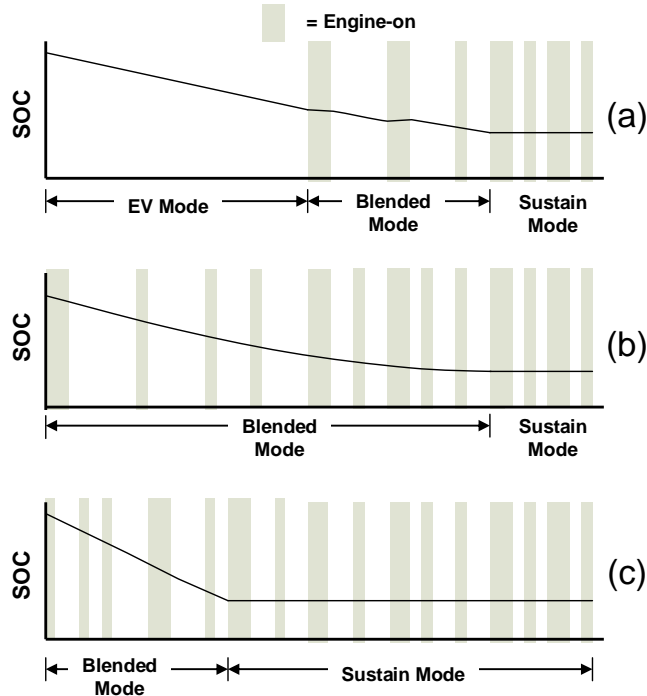 = Engine-on
SOC
(a)
EV Mode
Blended
Mode
Sustain
Mode
SOC
(b)
Blended
Mode
Sustain
Mode
SOC
(c)
Blended
Mode
Sustain Mode